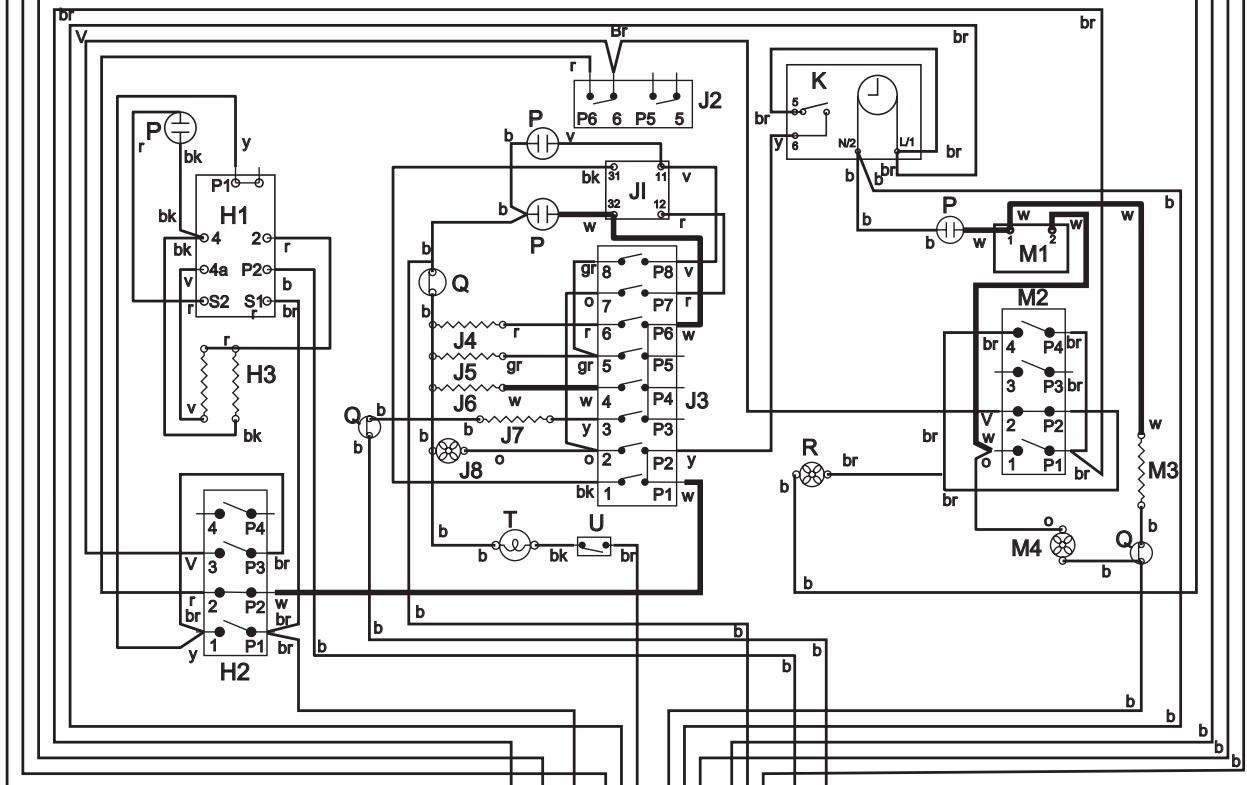 br
br
V
Br
br
r
K
J2
P6 6 P5 5
5
br
P
b
v
P
r
y
y
6
N/2
L/1
br
bk
bk
31
11
v
b
br
b
P1
JI
b
H1
32
12
r
bk
b
w
P
b
P
w
w
w
4
2
r
b
w
1
2
bk
b
M1
4a
P2
v
b
Q
gr
8
P8
v
o
7
P7
r
M2
S2
S1
r
r
br
b
J4
r
r
6
P6
w
br
4
P4
br
r
H3
J5
gr
gr
5
P5
3
P3
br
J6
w
w
4
P4
J3
v
bk
Q
b
b
b
J7
y
3
P3
V
2
P2
w
b
J8
o
o
2
P2
y
br
R
br
w
o
1
P1
br
M3
b
bk
1
P1
w
br
4
P4
T
U
b
bk
br
o
M4
Q
b
b
V
3
P3
br
r
2
P2
w
b
br
br
b
b
1
P1
br
b
b
b
y
b
b
H2
b
b
b
b
b